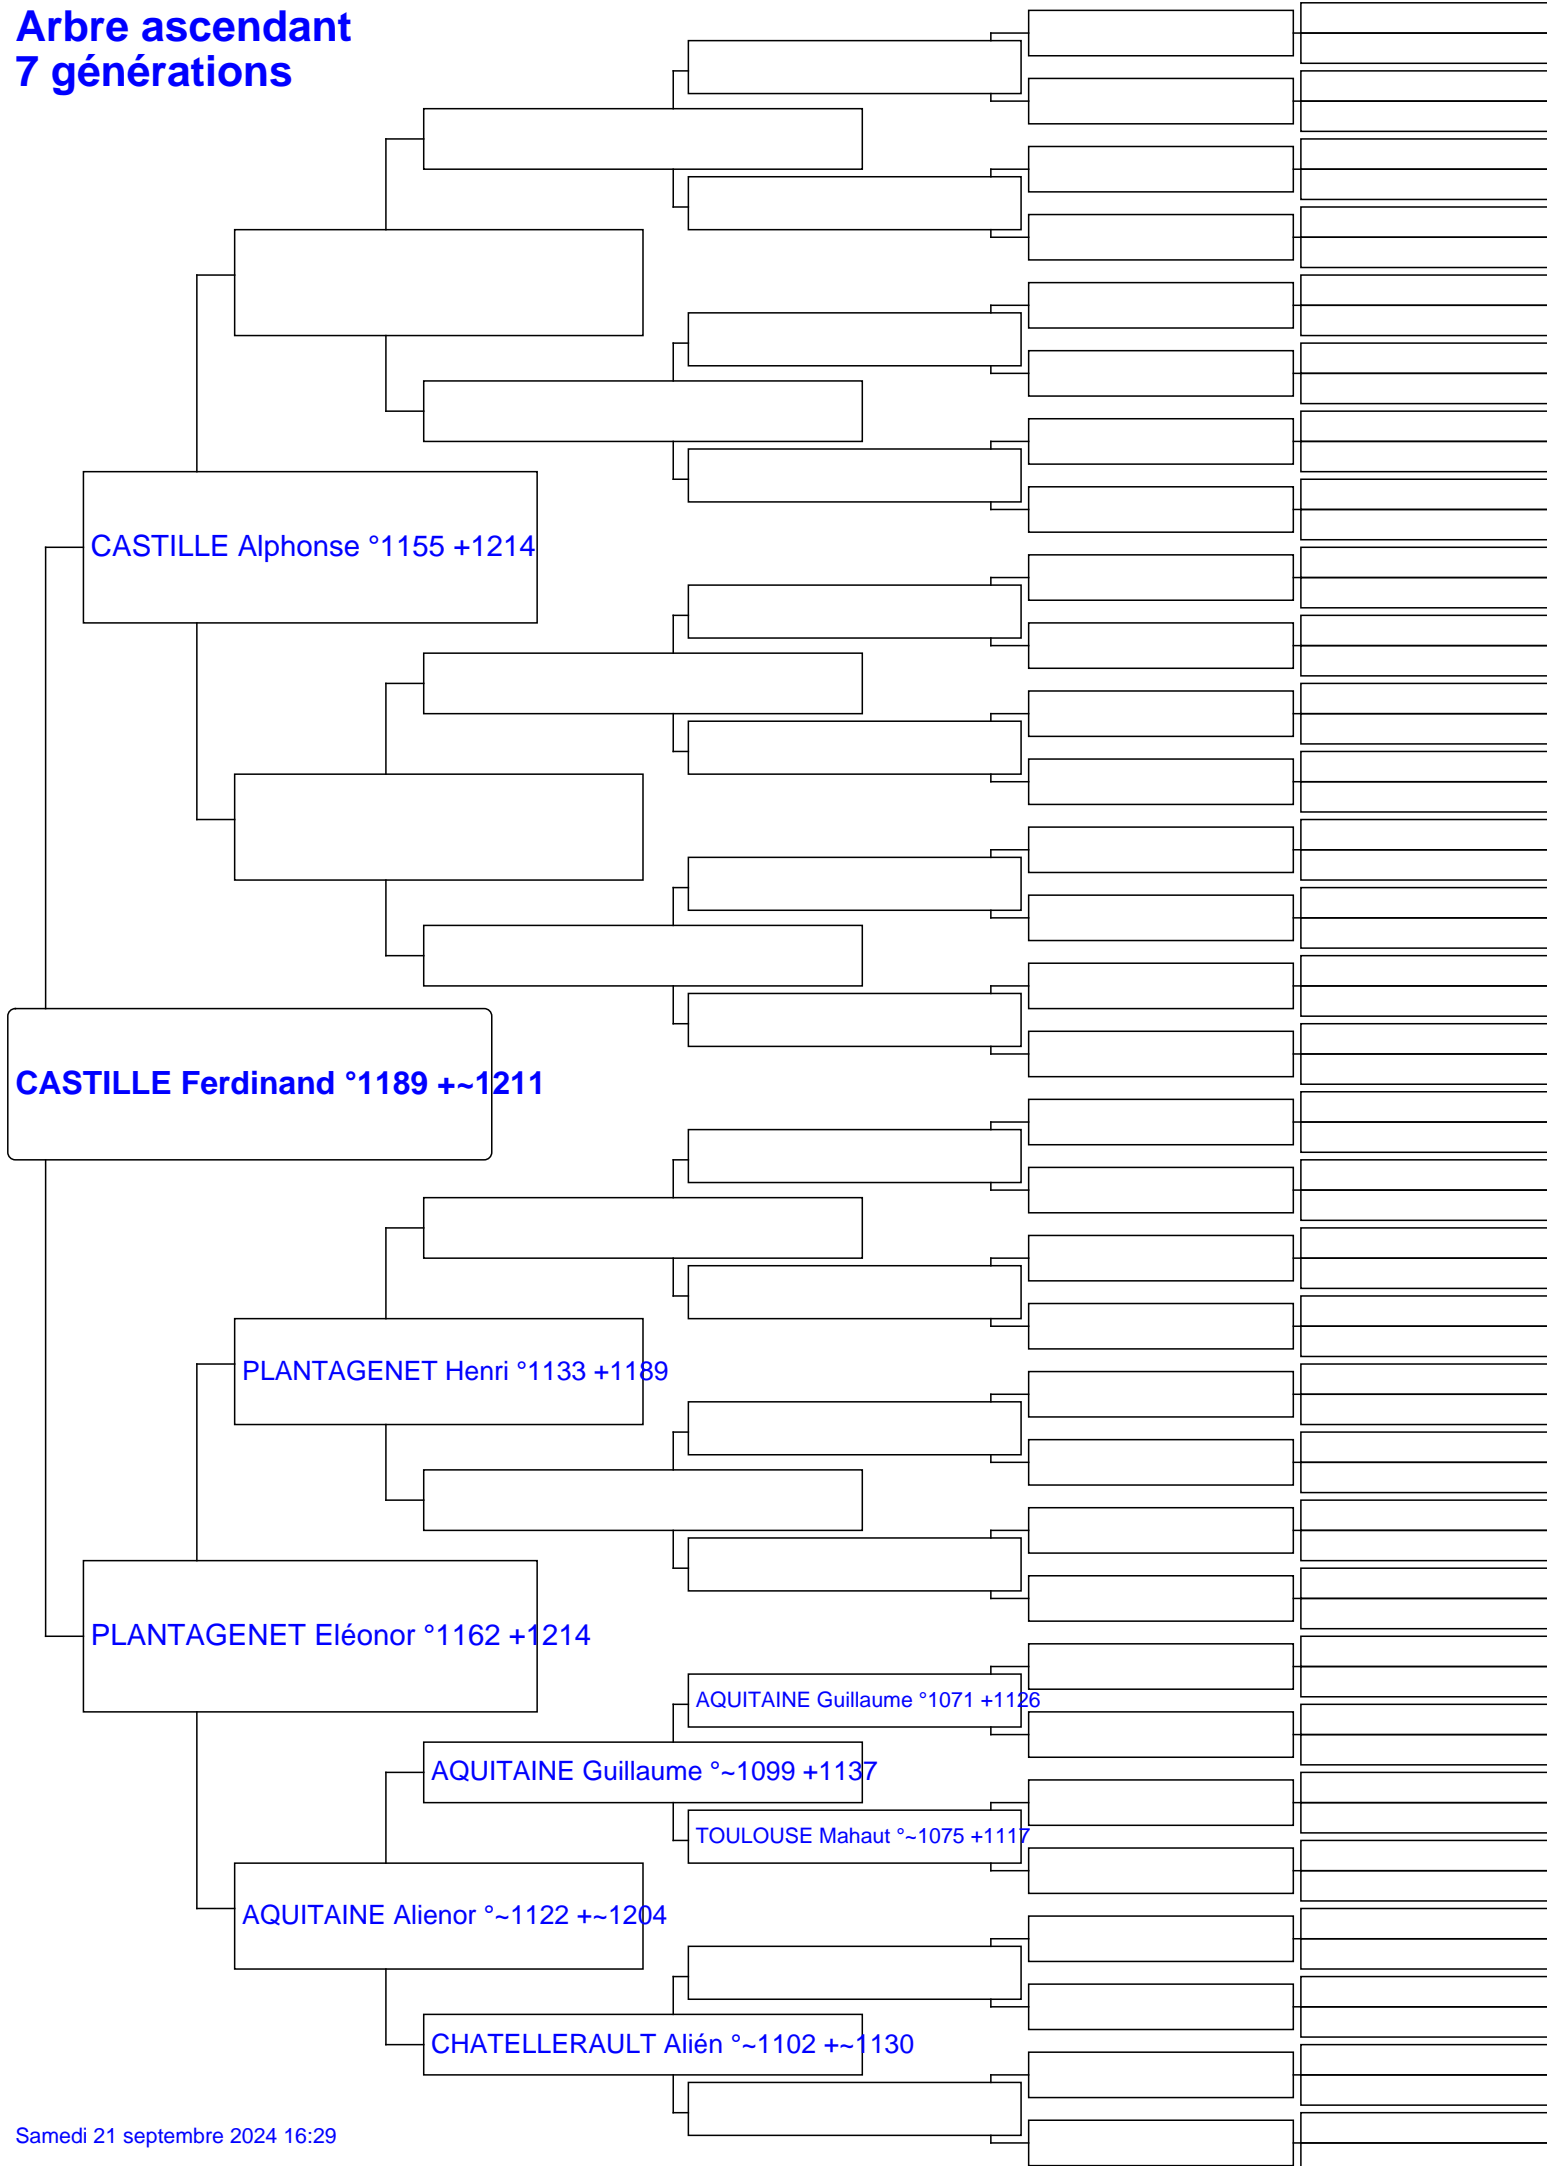 Arbre ascendant
7 générations
CASTILLE Alphonse °1155 +1214
CASTILLE Ferdinand °1189 +~1211
PLANTAGENET Henri °1133 +1189
PLANTAGENET Eléonor °1162 +1214
AQUITAINE Guillaume °1071 +1126
AQUITAINE Guillaume °~1099 +1137
TOULOUSE Mahaut °~1075 +1117
AQUITAINE Alienor °~1122 +~1204
CHATELLERAULT Alién °~1102 +~1130
Samedi 21 septembre 2024 16:29